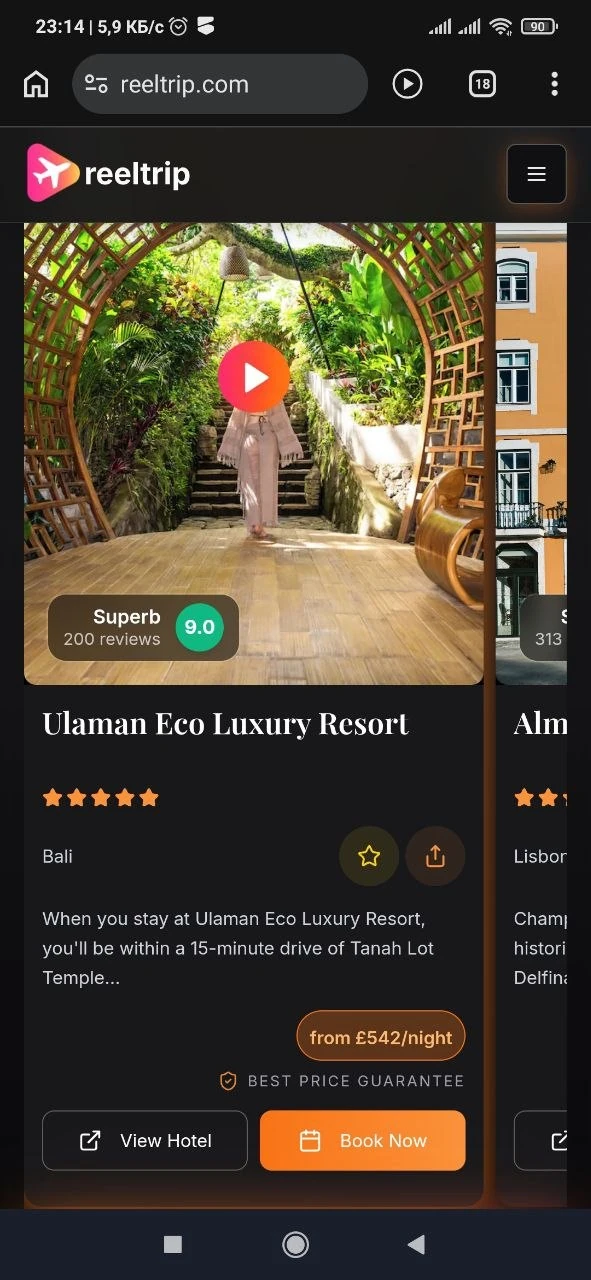 23:14 | 5,9 КБ/с
90
reeltrip.com
18
reeltrip
Superb
200 reviews
9.0
313
Ulaman Eco Luxury Resort
Alm
Bali
Lisbor
When you stay at Ulaman Eco Luxury Resort,
you'll be within a 15-minute drive of Tanah Lot
Temple...
Champ
histori
Delfina
from £542/night
BEST PRICE GUARANTEE
View Hotel
Book Now